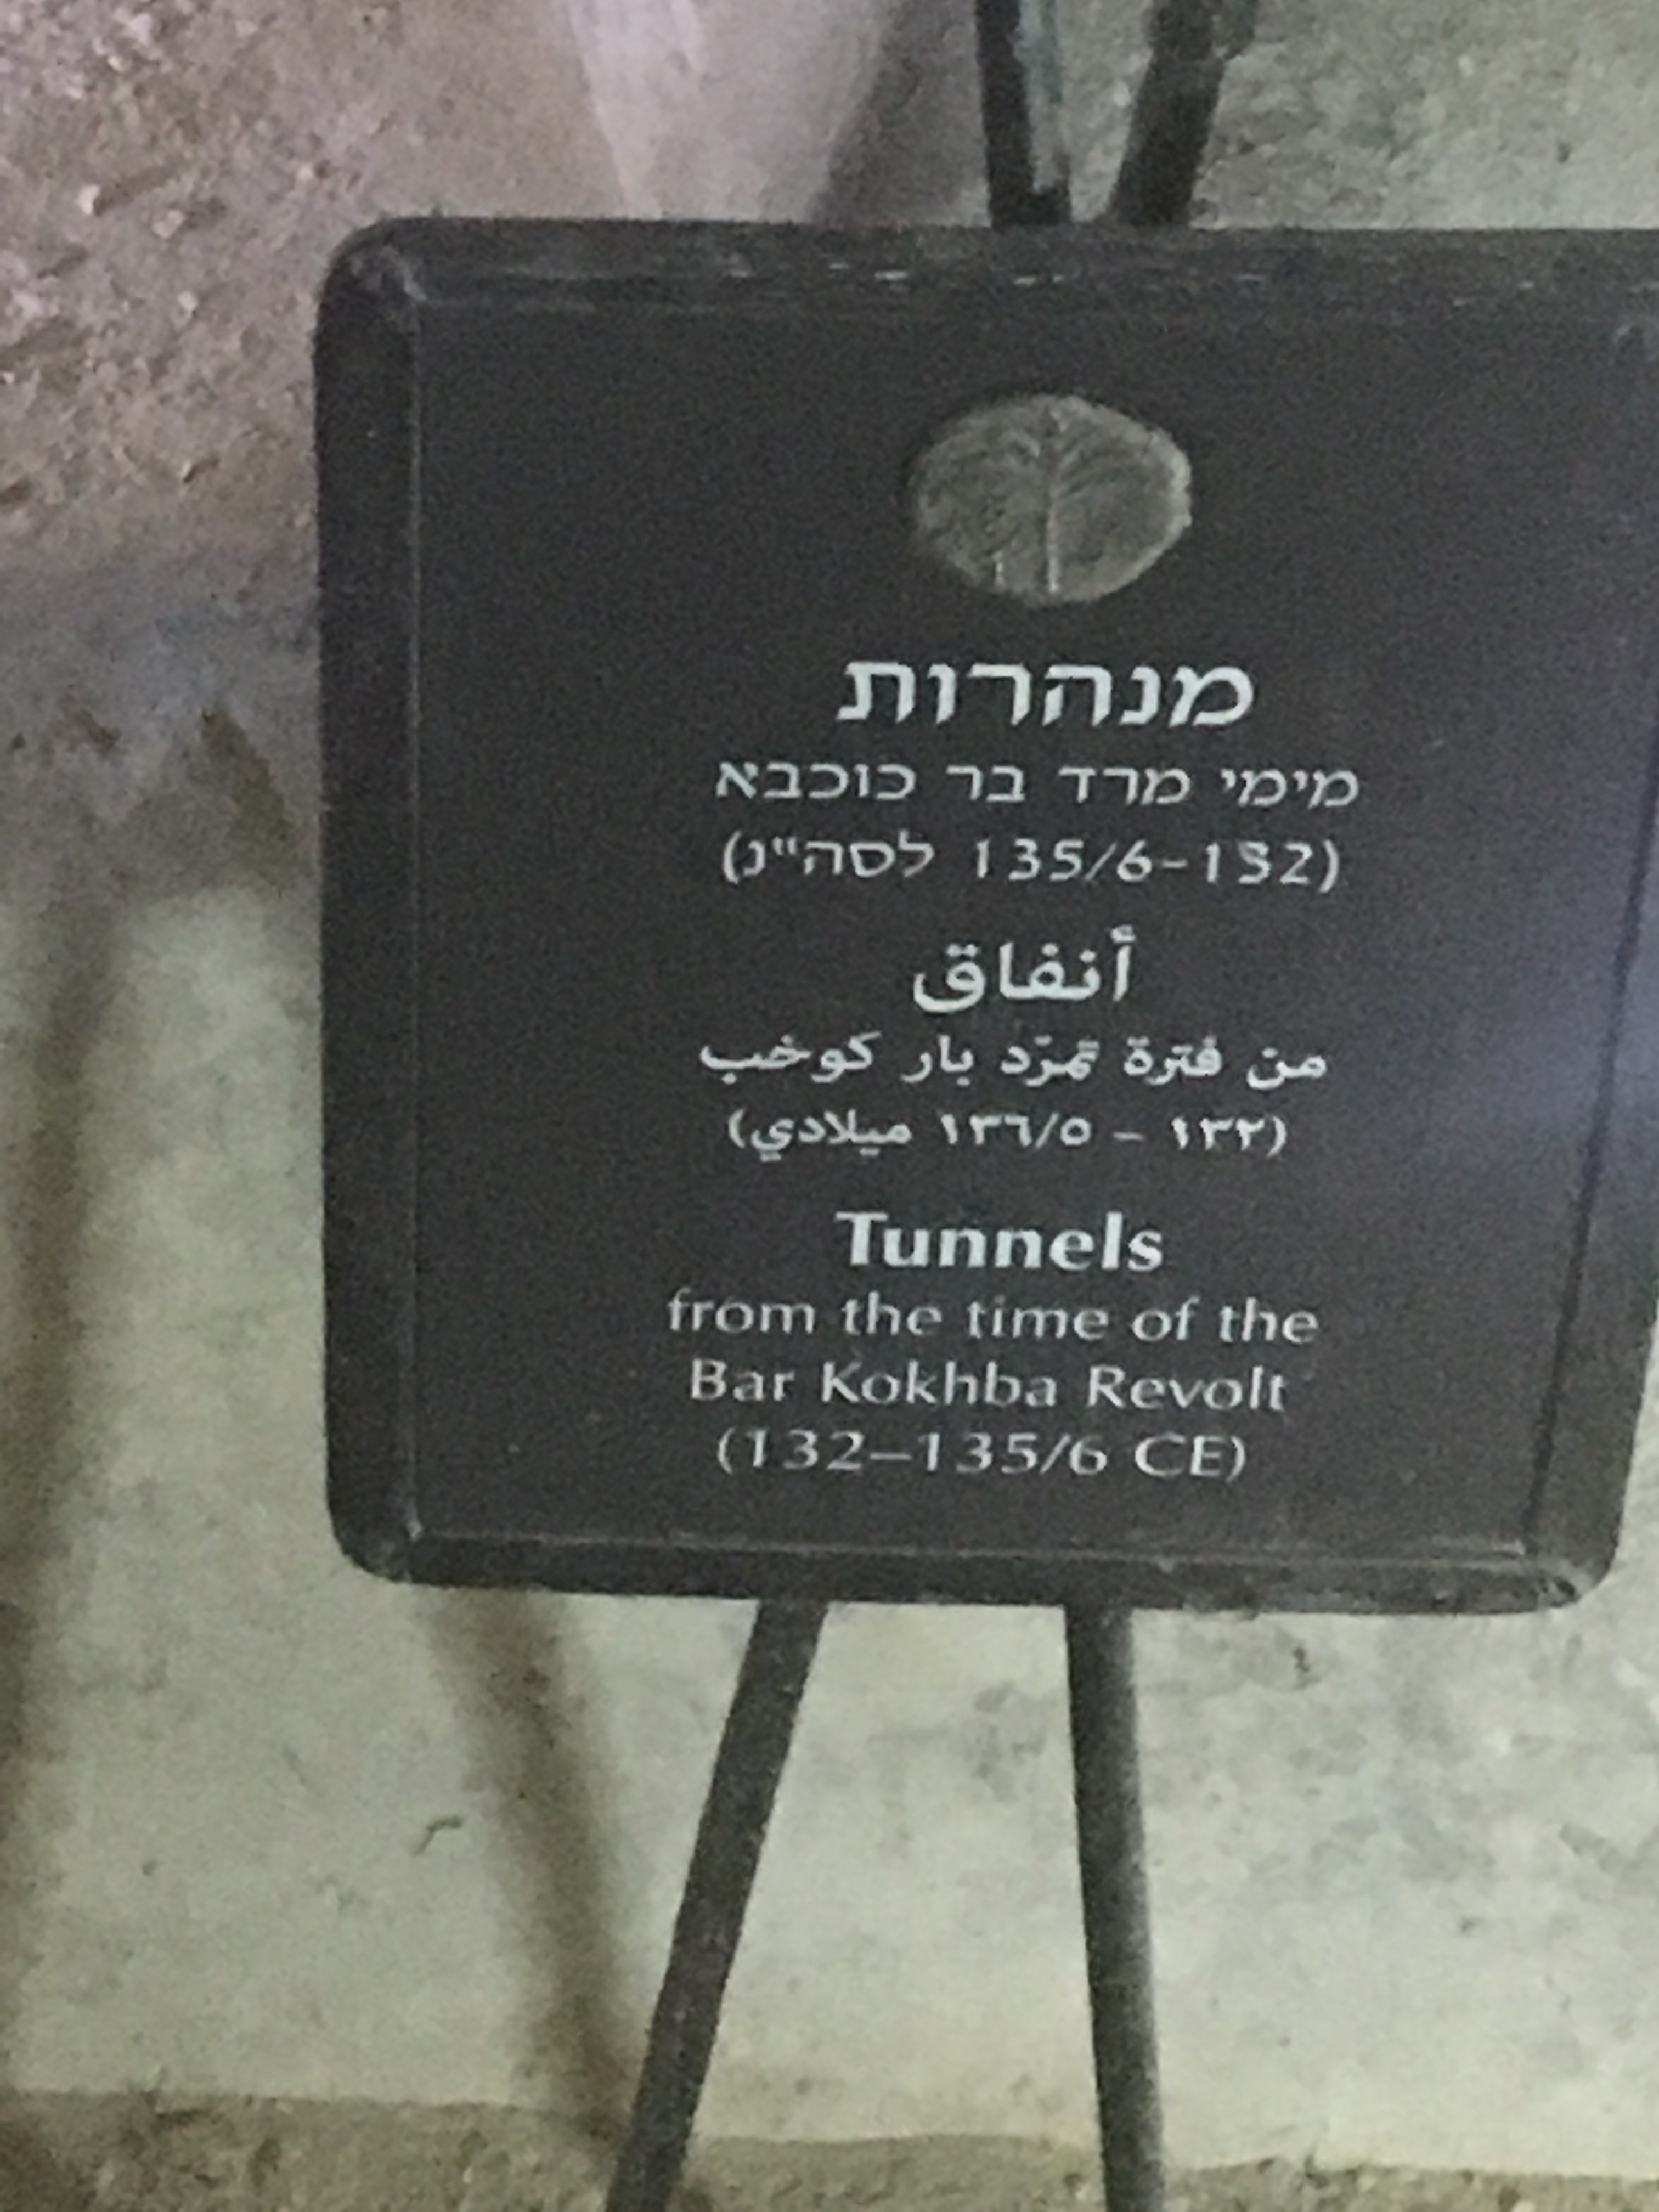 מנהרות
מימי מרד בר כוכבא
(132-135/6 לסה"נ)
أنفاق
من فترة تمرّد بار كوخب
(١٣٢ - ١٣٦/٥ ميلادي)
Tunnels
from the time of the
Bar Kokhba Revolt
(132–135/6 CE)